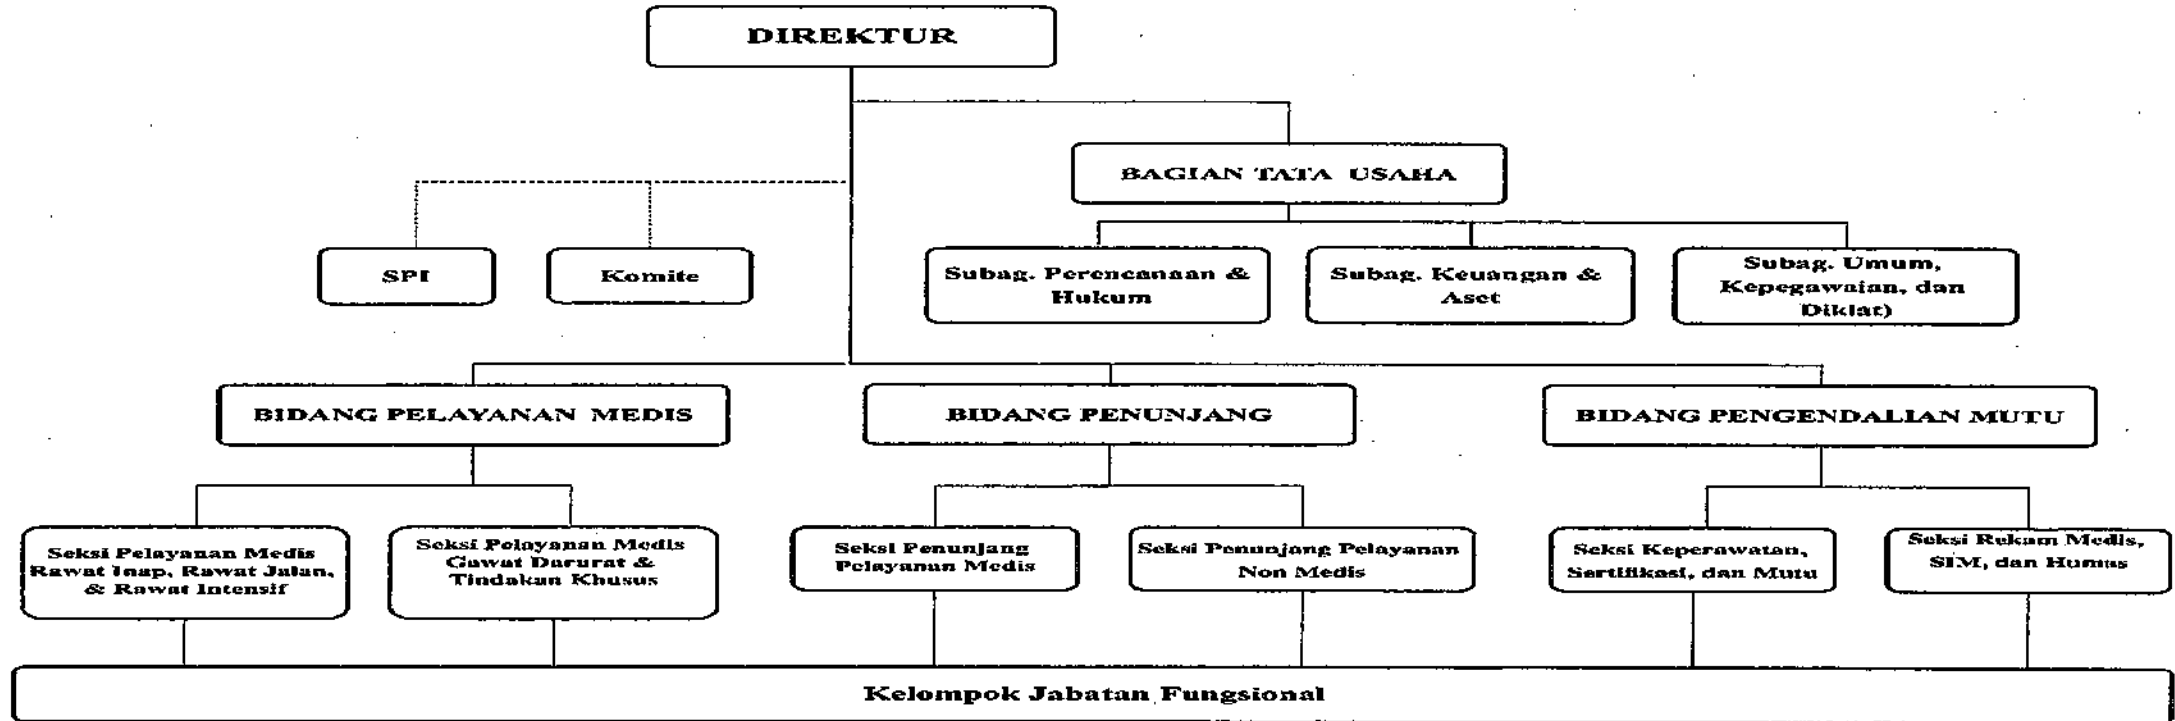 DIREKTUR
BAGIAN TATA USAHA
SPI
Komite
Subag. Perencanaan &
Hukum
Subag. Keuangan &
Aset
Subag. Umum,
Kepegawaian, dan
Diklat)
BIDANG PELAYANAN MEDIS
BIDANG PENUNJANG
BIDANG PENGENDALIAN MUTU
Seksi Pelayanan Medis
Rawat Inap, Rawat Jalan,
& Rawat Intensif
Seksi Pelayanan Medis
Gawat Darurat &
Tindakan Khusus
Seksi Penunjang
Pelayanan Medis
Seksi Penunjang Pelayanan
Non Medis
Seksi Keperawatan,
Sertifikasi, dan Mutu
Seksi Rekam Medis,
SIM, dan Humas
Kelompok Jabatan Fungsional